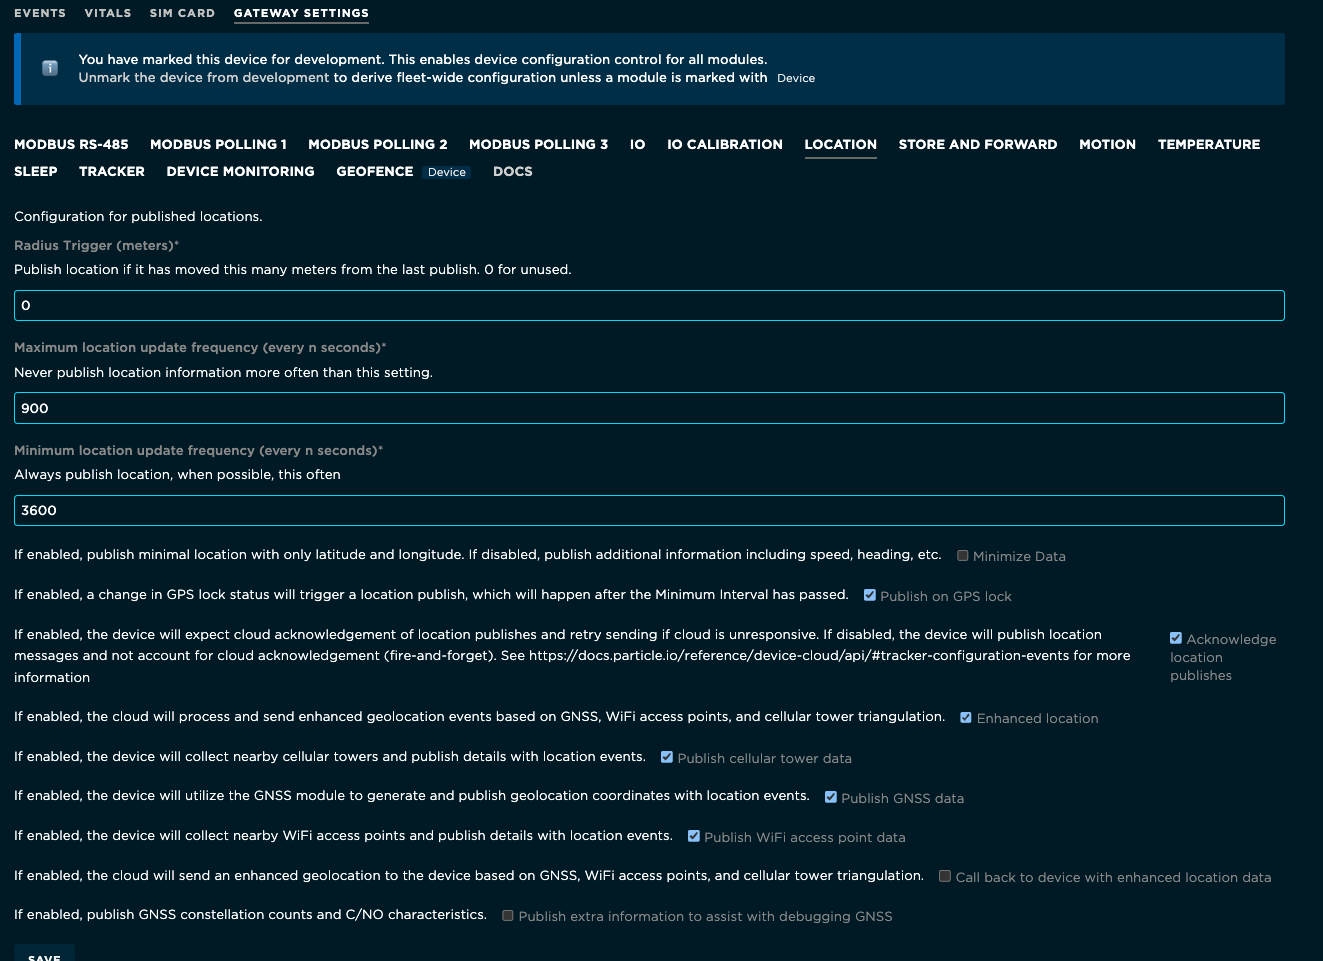 EVENTS VITALS SIM CARD GATEWAY SETTINGS
You have marked this device for development. This enables device configuration control for all modules.
Unmark the device from development to derive fleet-wide configuration unless a module is marked with Device
MODBUS RS-485 MODBUS POLLING 1 MODBUS POLLING 2 MODBUS POLLING 3 IO IO CALIBRATION LOCATION STORE AND FORWARD MOTION TEMPERATURE
SLEEP TRACKER DEVICE MONITORING GEOFENCE Device DOCS
Configuration for published locations.
Radius Trigger (meters)*
Publish location if it has moved this many meters from the last publish. 0 for unused.
0
Maximum location update frequency (every n seconds)*
Never publish location information more often than this setting.
900
Minimum location update frequency (every n seconds)*
Always publish location, when possible, this often
3600
If enabled, publish minimal location with only latitude and longitude. If disabled, publish additional information including speed, heading, etc. Minimize Data
If enabled, a change in GPS lock status will trigger a location publish, which will happen after the Minimum Interval has passed. Publish on GPS lock
If enabled, the device will expect cloud acknowledgement of location publishes and retry sending if cloud is unresponsive. If disabled, the device will publish location
messages and not account for cloud acknowledgement (fire-and-forget). See https://docs.particle.io/reference/device-cloud/api/#tracker-configuration-events for more
information
Acknowledge
location
publishes
If enabled, the cloud will process and send enhanced geolocation events based on GNSS, WiFi access points, and cellular tower triangulation. Enhanced location
If enabled, the device will collect nearby cellular towers and publish details with location events. Publish cellular tower data
If enabled, the device will utilize the GNSS module to generate and publish geolocation coordinates with location events. Publish GNSS data
If enabled, the device will collect nearby WiFi access points and publish details with location events. Publish WiFi access point data
If enabled, the cloud will send an enhanced geolocation to the device based on GNSS, WiFi access points, and cellular tower triangulation. Call back to device with enhanced location data
If enabled, publish GNSS constellation counts and C/NO characteristics. Publish extra information to assist with debugging GNSS
SAVE